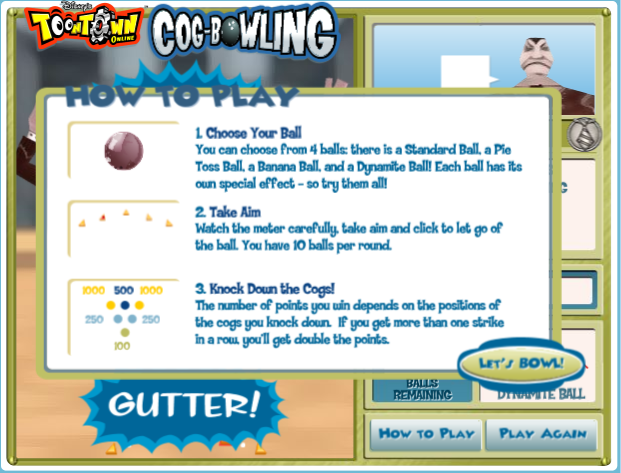 Disney's
TOONTOWN
ONLINE
COG-BOWLING
HOW TO PLAY
1. Choose Your Ball
You can choose from 4 balls: there is a Standard Ball, a Pie
Toss Ball, a Banana Ball, and a Dynamite Ball! Each ball has its
own special effect - so try them all!
2. Take Aim
Watch the meter carefully, take aim and click to let go of
the ball. You have 10 balls per round.
1000 500 1000
250 250
100
3. Knock Down the Cogs!
The number of points you win depends on the positions of
the cogs you knock down. If you get more than one strike
in a row, you'll get double the points.
LET'S BOWL!
BALLS
REMAINING
DYNAMITE BALL
GUTTER!
HOW TO PLAY
PLAY AGAIN